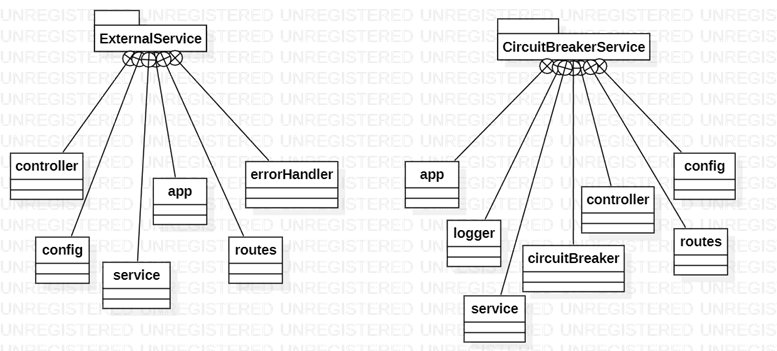 ExternalService
CircuitBreakerService
controller
errorHandler
config
app
app
controller
logger
routes
config
routes
circuitBreaker
service
service
UNREGISTERED UNREGISTERED UNREGISTERED UNREGISTERED UNREGISTERED UNREGISTERED